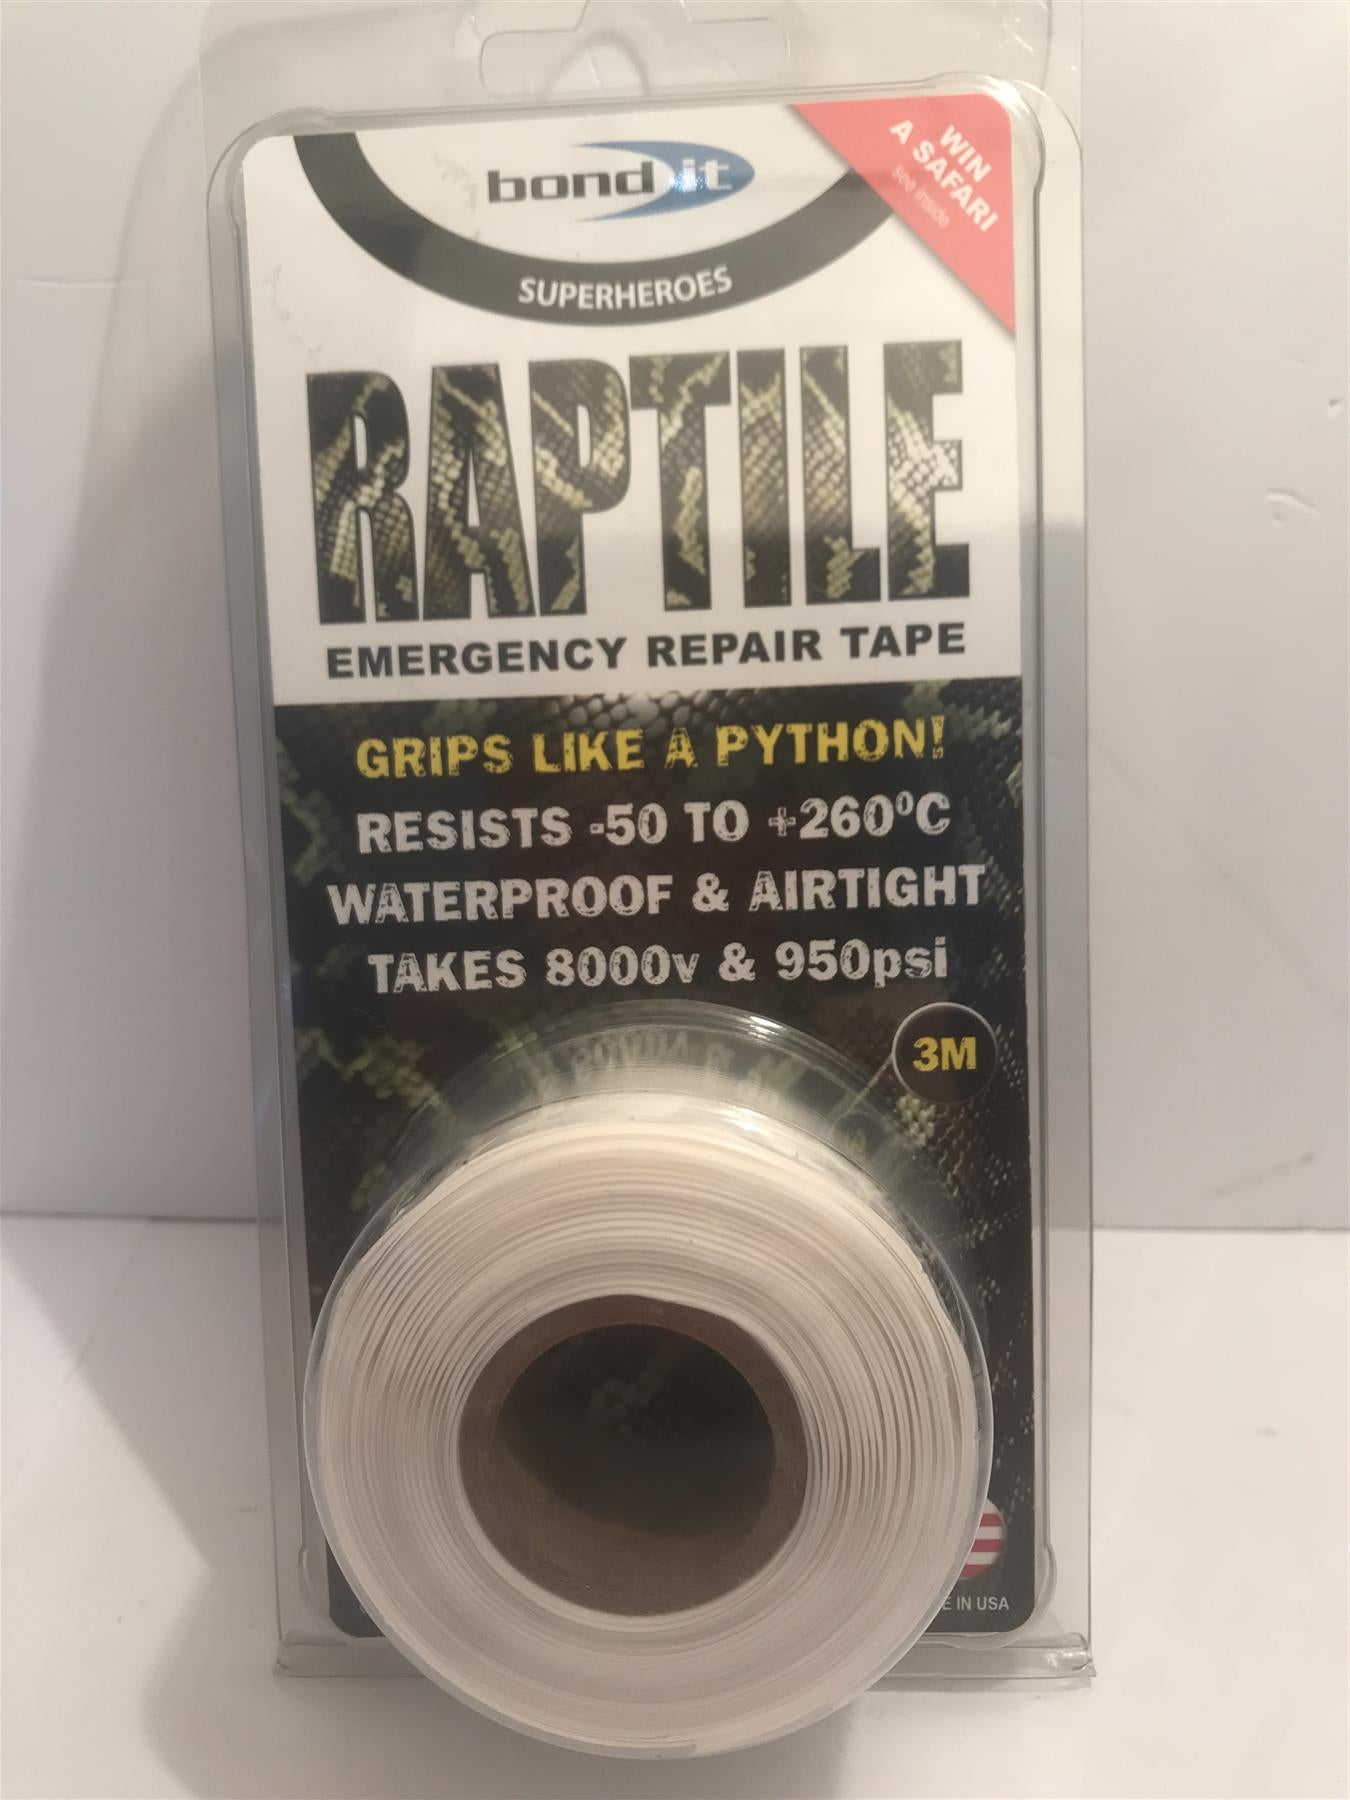 bond it
WIN
A SAFARI
see inside
SUPERHEROES
RAPTILE
EMERGENCY REPAIR TAPE
GRIPS LIKE A PYTHON!
RESISTS -50 TO +260ºC
WATERPROOF & AIRTIGHT
TAKES 8000v & 950psi
3M
IN USA